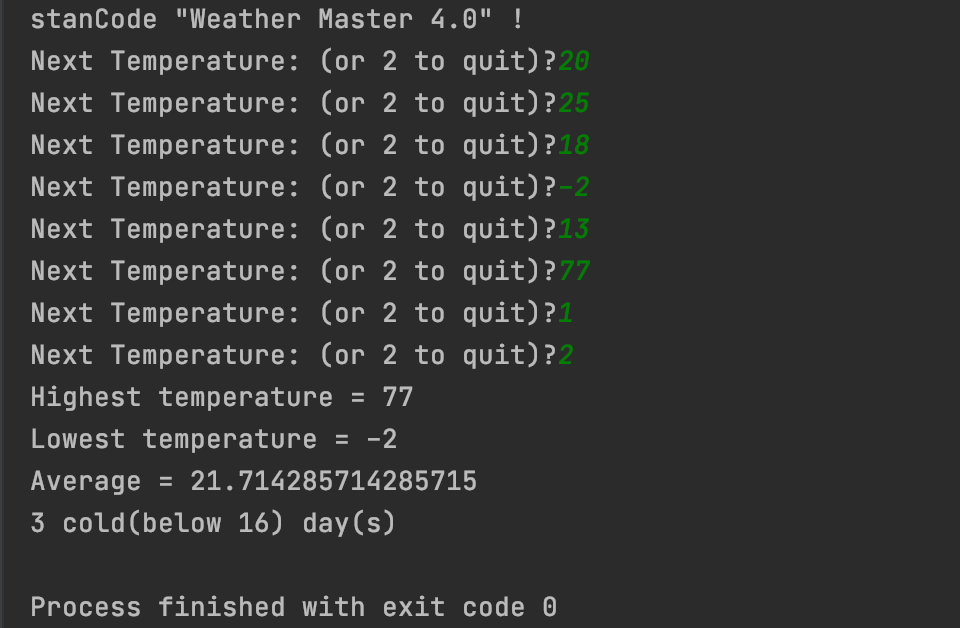 stanCode "Weather Master 4.0" !
Next Temperature: (or 2 to quit)?20
Next Temperature: (or 2 to quit)?25
Next Temperature: (or 2 to quit)?18
Next Temperature: (or 2 to quit)?-2
Next Temperature: (or 2 to quit)?13
Next Temperature: (or 2 to quit)?77
Next Temperature: (or 2 to quit)?1
Next Temperature: (or 2 to quit)?2
Highest temperature = 77
Lowest temperature = -2
Average = 21.714285714285715
3 cold(below 16) day(s)
Process finished with exit code 0